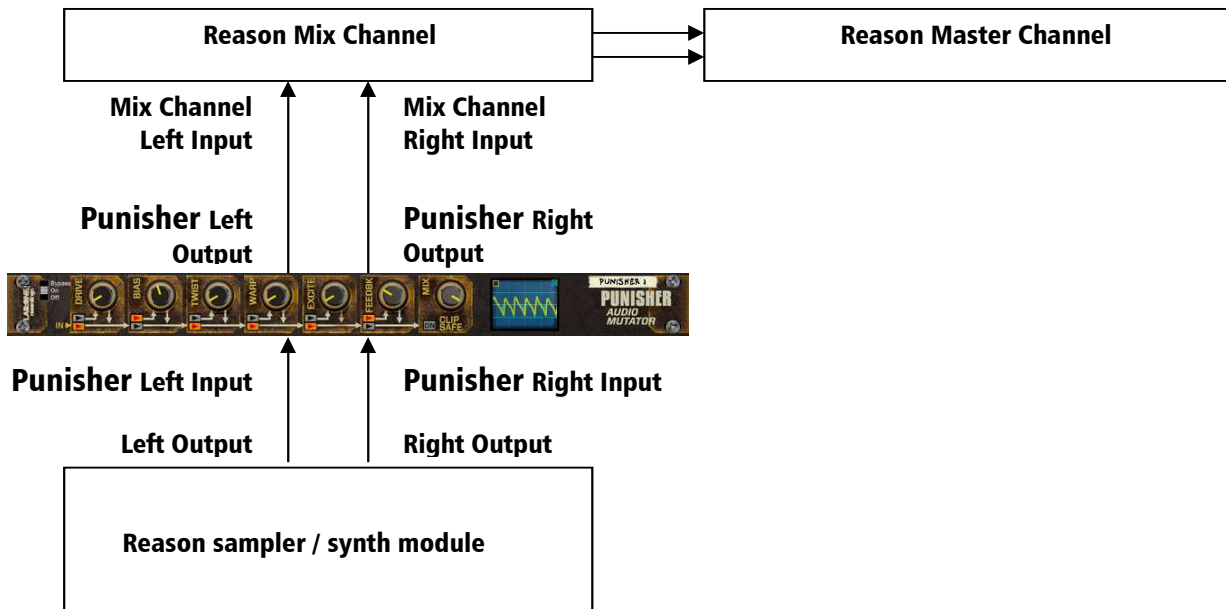 Reason Mix Channel
Reason Master Channel
Mix Channel
Left Input
Mix Channel
Right Input
Punisher Left
Output
Punisher Right
Output
Bypass
On
Off
IN
DRIVE
BIAS
TWIST
WARP
EXCITE
FEEDBK
MIX
ON
CLIP
SAFE
PUNISHER 1
PUNISHER
AUDIO
MUTATOR
Punisher Left Input
Punisher Right Input
Left Output
Right Output
Reason sampler / synth module